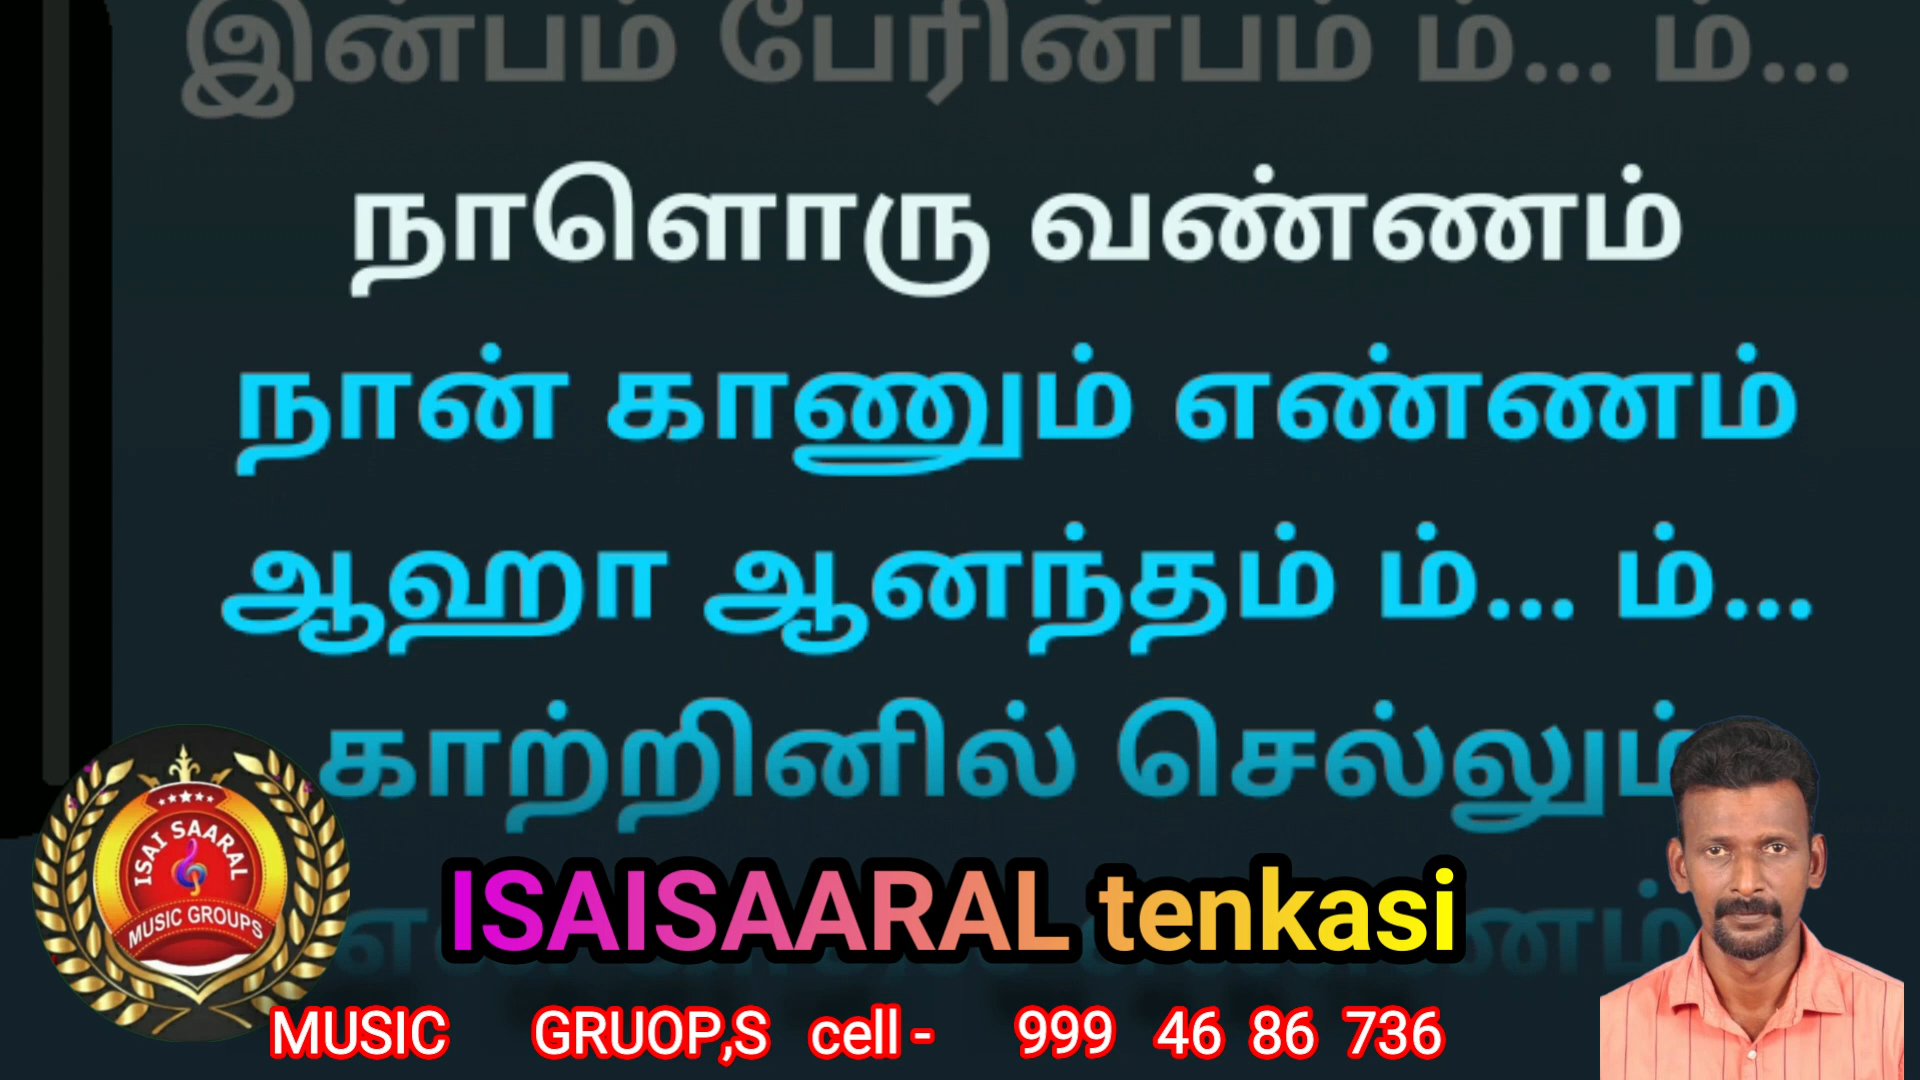 இன்பம் பேரின்பம் ம்... ம்...
நாளொரு வண்ணம்
நான் காணும் எண்ணம்
ஆஹா ஆனந்தம் ம்... ம்...
காற்றினில் செல்லும்
ISAI SAARAL
MUSIC GROUPS
ISAISAARAL tenkasi
MUSIC GRUOP,S cell - 999 46 86 736